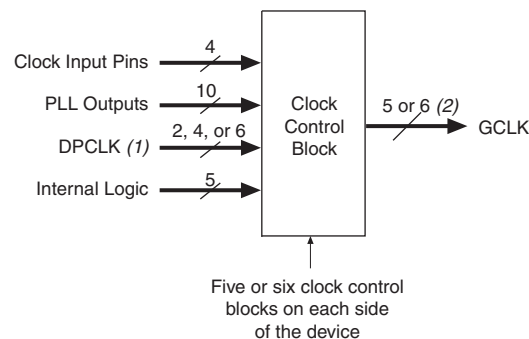 Clock Input Pins
4
PLL Outputs
10
DPCLK (1)
2, 4, or 6
Internal Logic
5
Clock
Control
Block
5 or 6 (2)
GCLK
Five or six clock control
blocks on each side
of the device